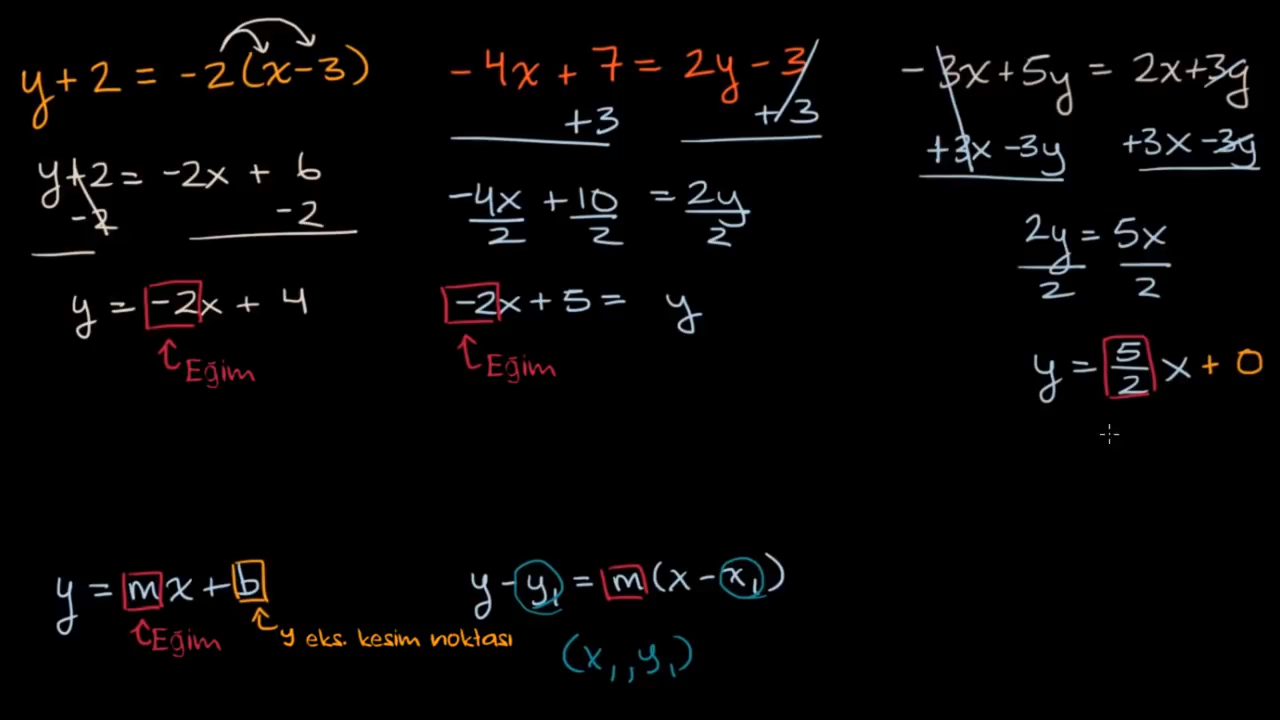 y + 2 = -2(x - 3)
y + 2 = -2x + 6
-2 -2
y = -2x + 4
Eğim
-4x + 7 = 2y - 3
+3 +3
-4x/2 + 10/2 = 2y/2
-2x + 5 = y
Eğim
-3x + 5y = 2x + 3y
+3x - 3y +3x - 3y
2y/2 = 5x/2
y = 5/2 x + 0
y = mx + b
Eğim
y eks. kesim noktası
y - y₁ = m(x - x₁)
(x₁, y₁)